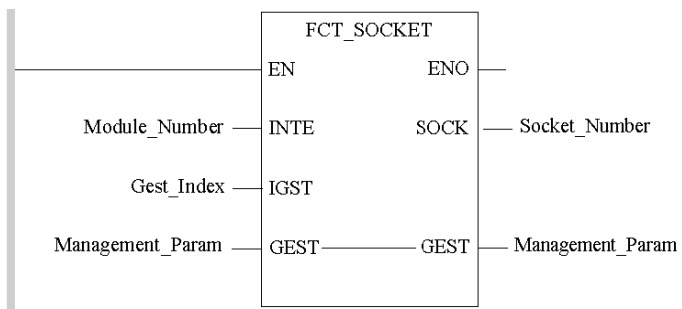 FCT_SOCKET
EN ENO
Module_Number INTE SOCK Socket_Number
Gest_Index IGST
Management_Param GEST GEST Management_Param